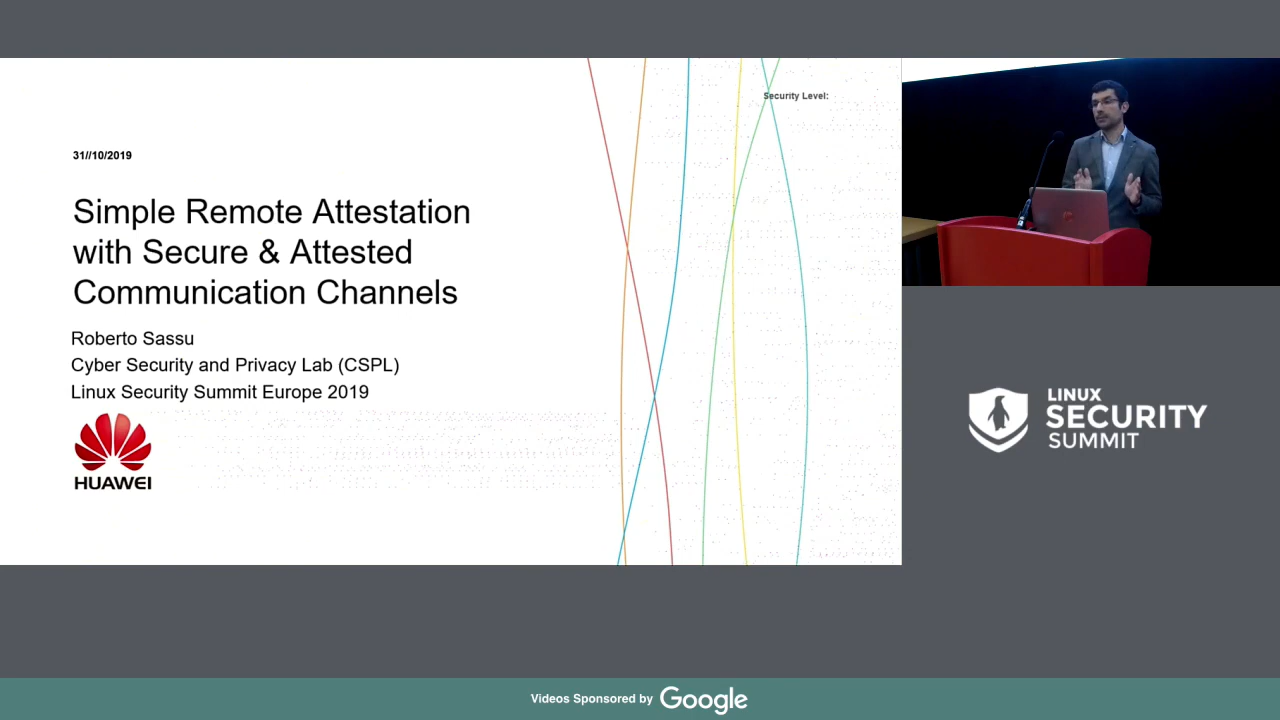 Security Level:
31//10/2019
Simple Remote Attestation
with Secure & Attested
Communication Channels
Roberto Sassu
Cyber Security and Privacy Lab (CSPL)
Linux Security Summit Europe 2019
HUAWEI
LINUX
SECURITY
SUMMIT
Videos Sponsored by Google